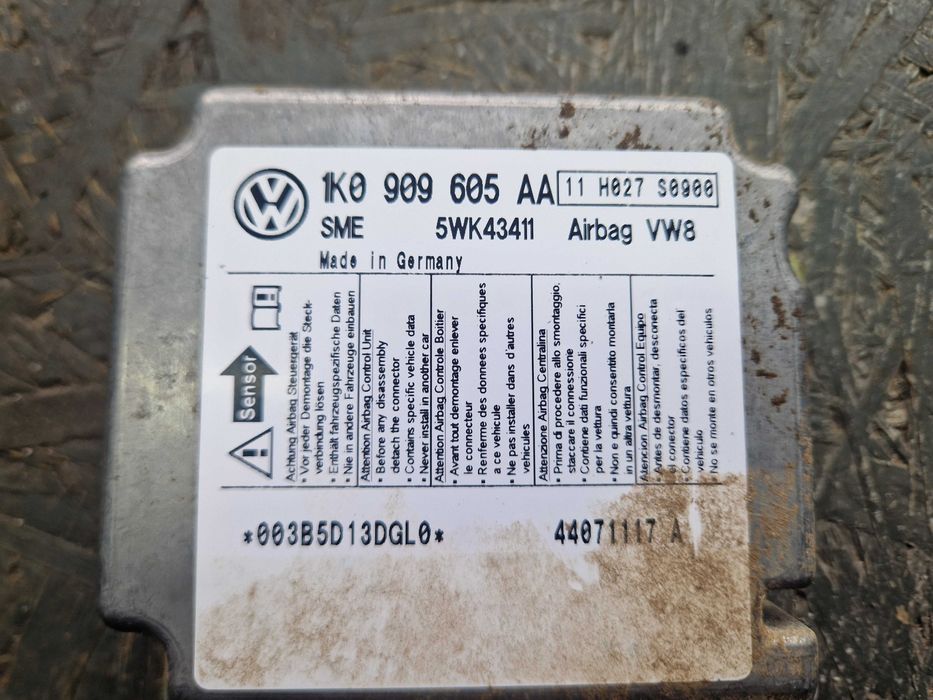 1K0 909 605 AA 11 H027 S0900
SME 5WK43411 Airbag VW8
Made in Germany
Sensor
Achtung Airbag Steuergerät
• Vor jeder Demontage die Steck-
verbindung lösen
• Enthält fahrzeugspezifische Daten
• Nie in andere Fahrzeuge einbauen
Attention Airbag Control Unit
• Before any disassembly
detach the connector
• Contains specific vehicle data
• Never install in another car
Attention Airbag Controle Boitier
• Avant tout demontage enlever
le connecteur
• Renferme des donnees specifiques
a ce vehicule
• Ne pas installer dans d'autres
vehicules
Attenzione Airbag Centralina
• Prima di procedere allo smontaggio,
staccare il connessione
• Contiene dati funzionali specifici
per la vettura
• Non e quindi consentito montarla
in un altra vettura
Atencion Airbag Control Equipo
• Antes de desmontar, desconecta
el conector
• Contiene datos especificos del
vehiculo
• No se monte en otros vehiculos
*003B5D13DGL0* 44071117 A